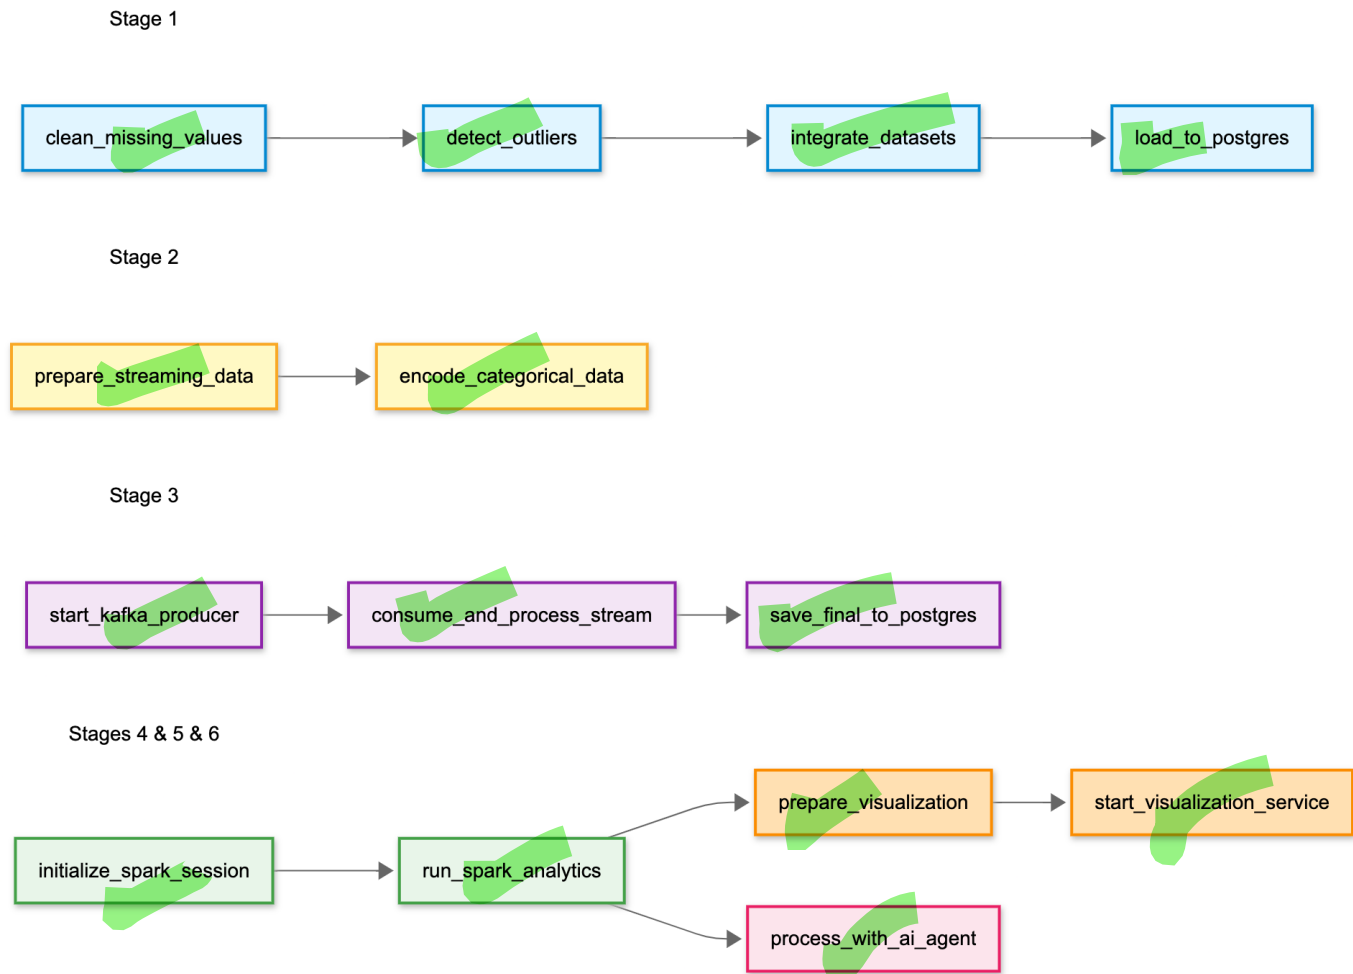 Stage 1
clean_missing_values
detect_outliers
integrate_datasets
load_to_postgres
Stage 2
prepare_streaming_data
encode_categorical_data
Stage 3
start_kafka_producer
consume_and_process_stream
save_final_to_postgres
Stages 4 & 5 & 6
initialize_spark_session
run_spark_analytics
prepare_visualization
start_visualization_service
process_with_ai_agent